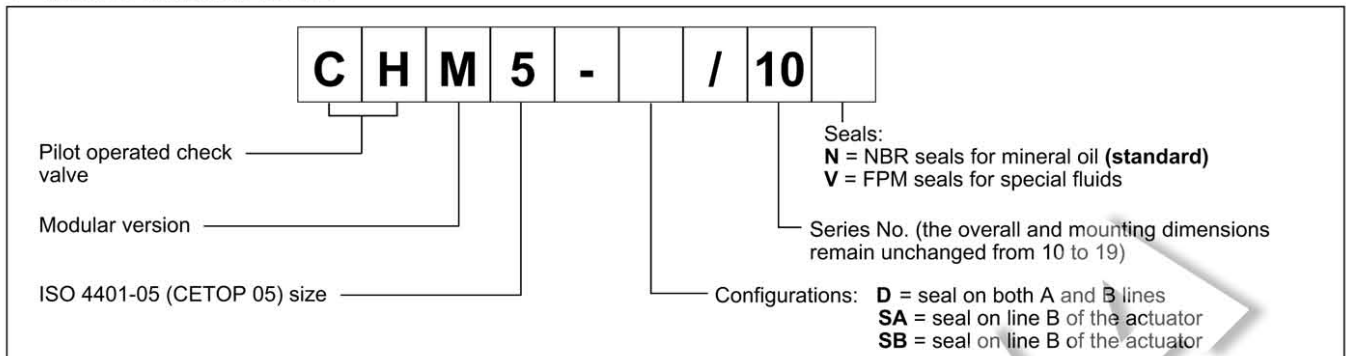 CHM5-/10
Pilot operated check
valve
Modular version
ISO 4401-05 (CETOP 05) size
Seals:
N = NBR seals for mineral oil (standard)
V = FPM seals for special fluids
Series No. (the overall and mounting dimensions
remain unchanged from 10 to 19)
Configurations: D = seal on both A and B lines
SA = seal on line B of the actuator
SB = seal on line B of the actuator